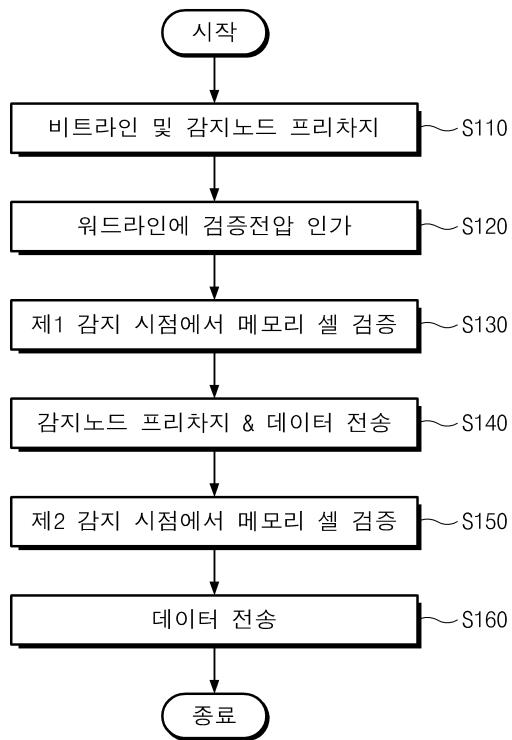 시작
비트라인 및 감지노드 프리차지
S110
워드라인에 검증전압 인가
S120
제1 감지 시점에서 메모리 셀 검증
S130
감지노드 프리차지 & 데이터 전송
S140
제2 감지 시점에서 메모리 셀 검증
S150
데이터 전송
S160
종료